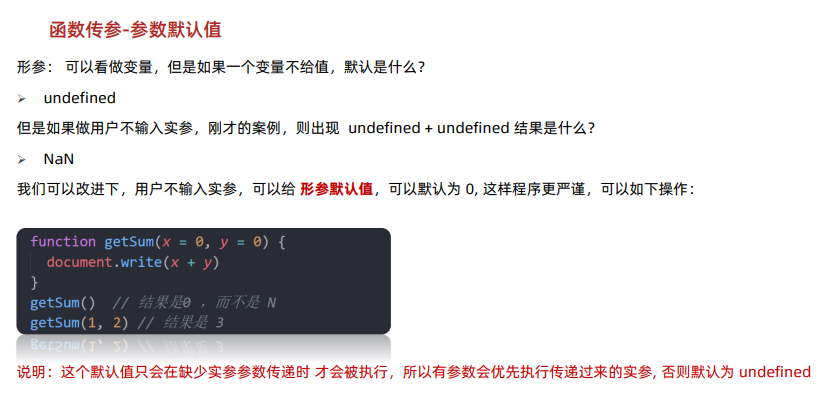 函数传参-参数默认值
形参： 可以看做变量，但是如果一个变量不给值，默认是什么？
➢ undefined
但是如果做用户不输入实参，刚才的案例，则出现 undefined + undefined 结果是什么？
➢ NaN
我们可以改进下，用户不输入实参，可以给 形参默认值，可以默认为 0, 这样程序更严谨，可以如下操作：
function getSum(x = 0, y = 0) {
  document.write(x + y)
}
getSum()  // 结果是0 ，而不是 N
getSum(1, 2) // 结果是 3
说明：这个默认值只会在缺少实参参数传递时 才会被执行，所以有参数会优先执行传递过来的实参, 否则默认为 undefined